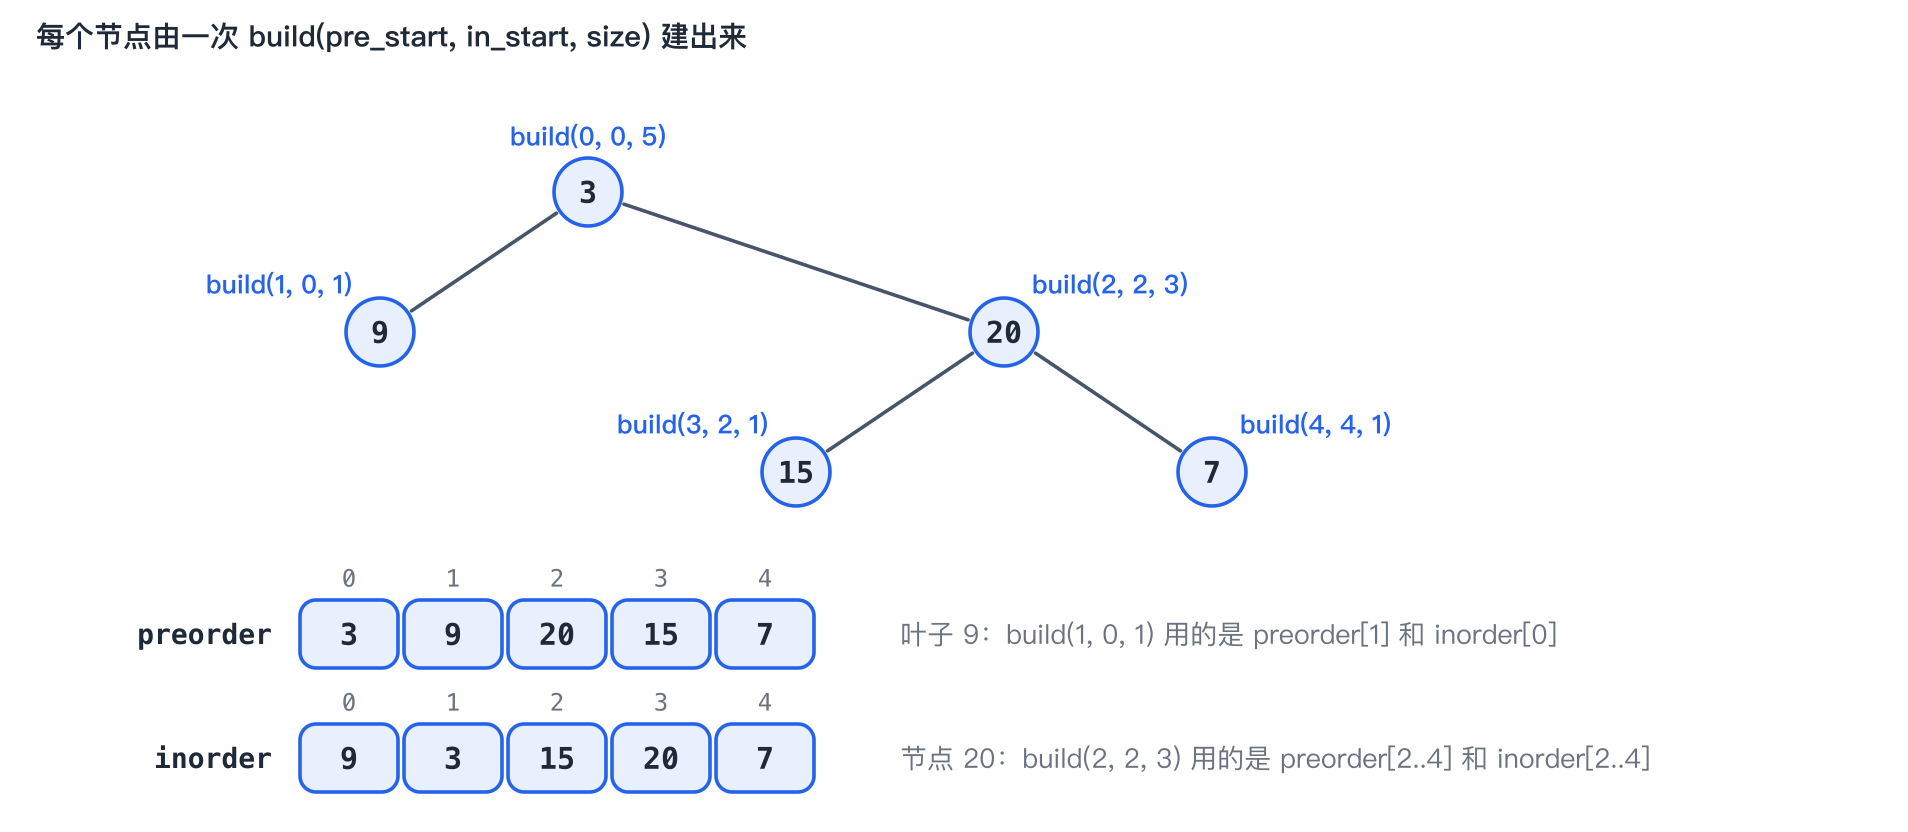 每个节点由一次 build(pre_start, in_start, size) 建出来
build(0, 0, 5)
3
build(1, 0, 1)
build(2, 2, 3)
9
20
build(3, 2, 1)
build(4, 4, 1)
15
7
0 1 2 3 4
preorder 3 9 20 15 7 叶子 9：build(1, 0, 1) 用的是 preorder[1] 和 inorder[0]
0 1 2 3 4
inorder 9 3 15 20 7 节点 20：build(2, 2, 3) 用的是 preorder[2..4] 和 inorder[2..4]